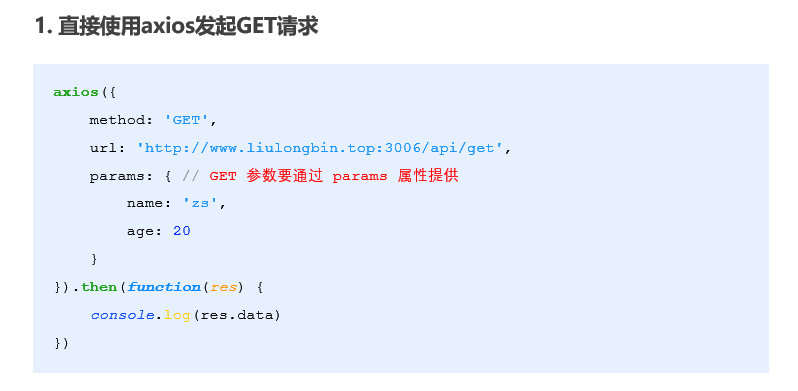 1. 直接使用axios发起GET请求
axios({
    method: 'GET',
    url: 'http://www.liulongbin.top:3006/api/get',
    params: { // GET 参数要通过 params 属性提供
        name: 'zs',
        age: 20
    }
}).then(function(res) {
    console.log(res.data)
})